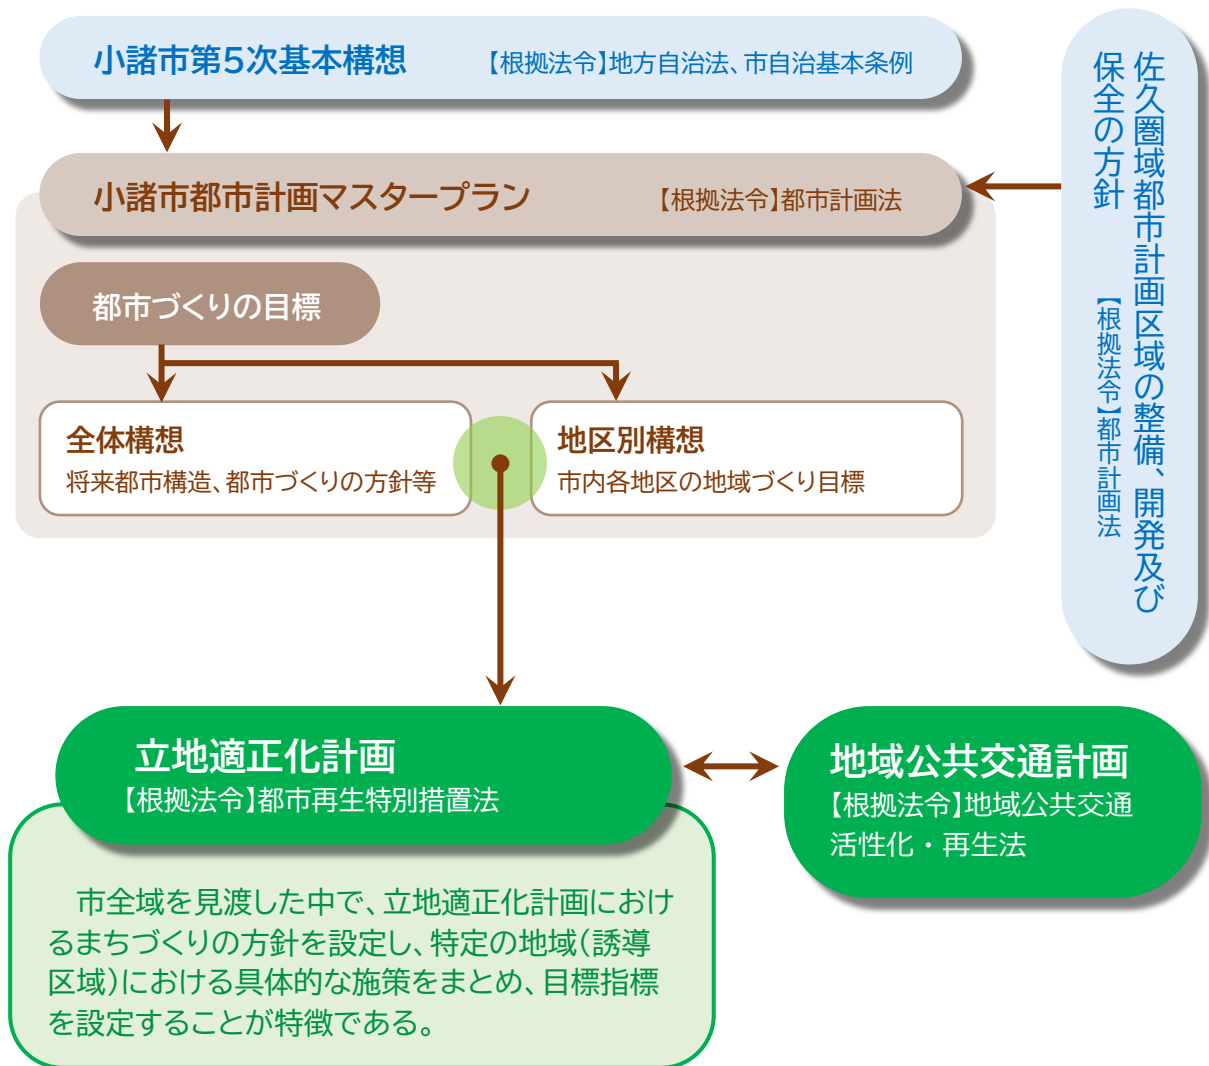 小諸市第5次基本構想 【根拠法令】地方自治法、市自治基本条例
小諸市都市計画マスタープラン 【根拠法令】都市計画法
佐久圏域都市計画区域の整備、開発及び
保全の方針 【根拠法令】都市計画法
都市づくりの目標
全体構想
将来都市構造、都市づくりの方針等
地区別構想
市内各地区の地域づくり目標
立地適正化計画
【根拠法令】都市再生特別措置法
地域公共交通計画
【根拠法令】地域公共交通
活性化・再生法
市全域を見渡した中で、立地適正化計画におけ
るまちづくりの方針を設定し、特定の地域(誘導
区域)における具体的な施策をまとめ、目標指標
を設定することが特徴である。